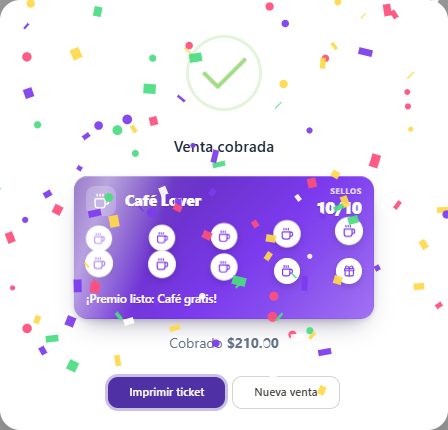 Venta cobrada
Café Lover
SELLOS
10/10
¡Premio listo: Café gratis!
Cobrado $210.00
Imprimir ticket
Nueva venta